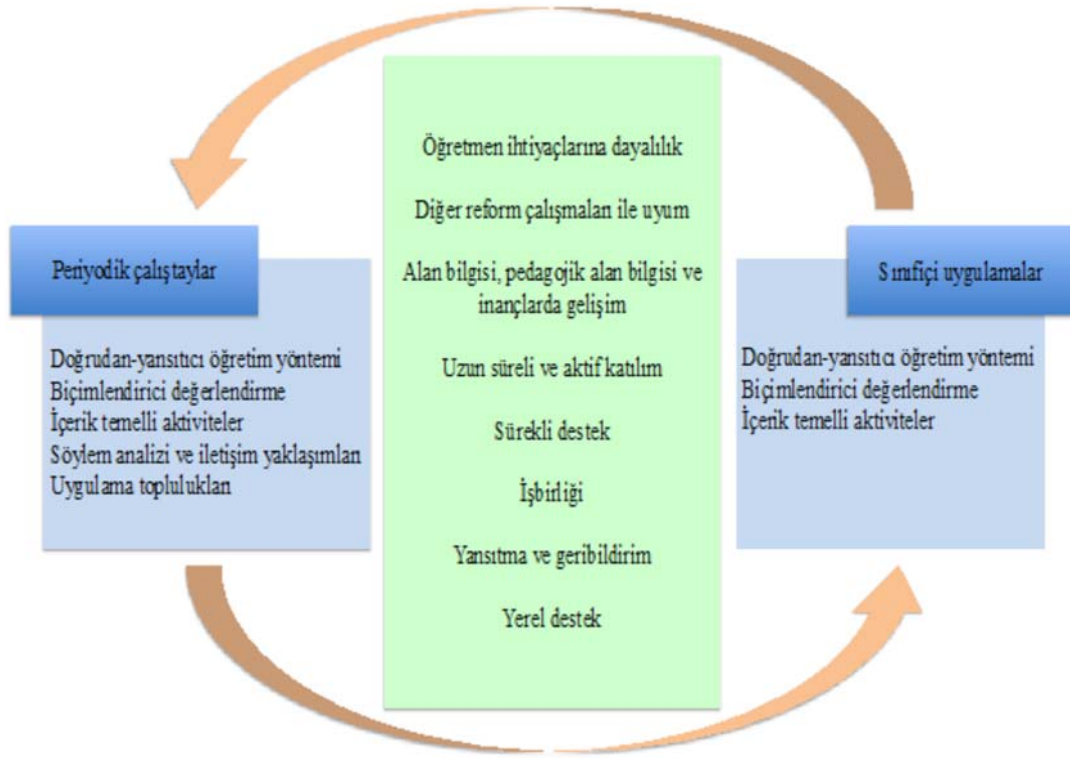 Periyodik çalıştaylar
Doğrudan-yansıtıcı öğretim yöntemi
Biçimlendirici değerlendirme
İçerik temelli aktiviteler
Söylem analizi ve iletişim yaklaşımları
Uygulama toplulukları
Öğretmen ihtiyaçlarına dayalılık
Diğer reform çalışmaları ile uyum
Alan bilgisi, pedagojik alan bilgisi ve
inançlarda gelişim
Uzun süreli ve aktif katılım
Sürekli destek
İşbirliği
Yansıtma ve geribildirim
Yerel destek
Sınıfiçi uygulamalar
Doğrudan-yansıtıcı öğretim yöntemi
Biçimlendirici değerlendirme
İçerik temelli aktiviteler